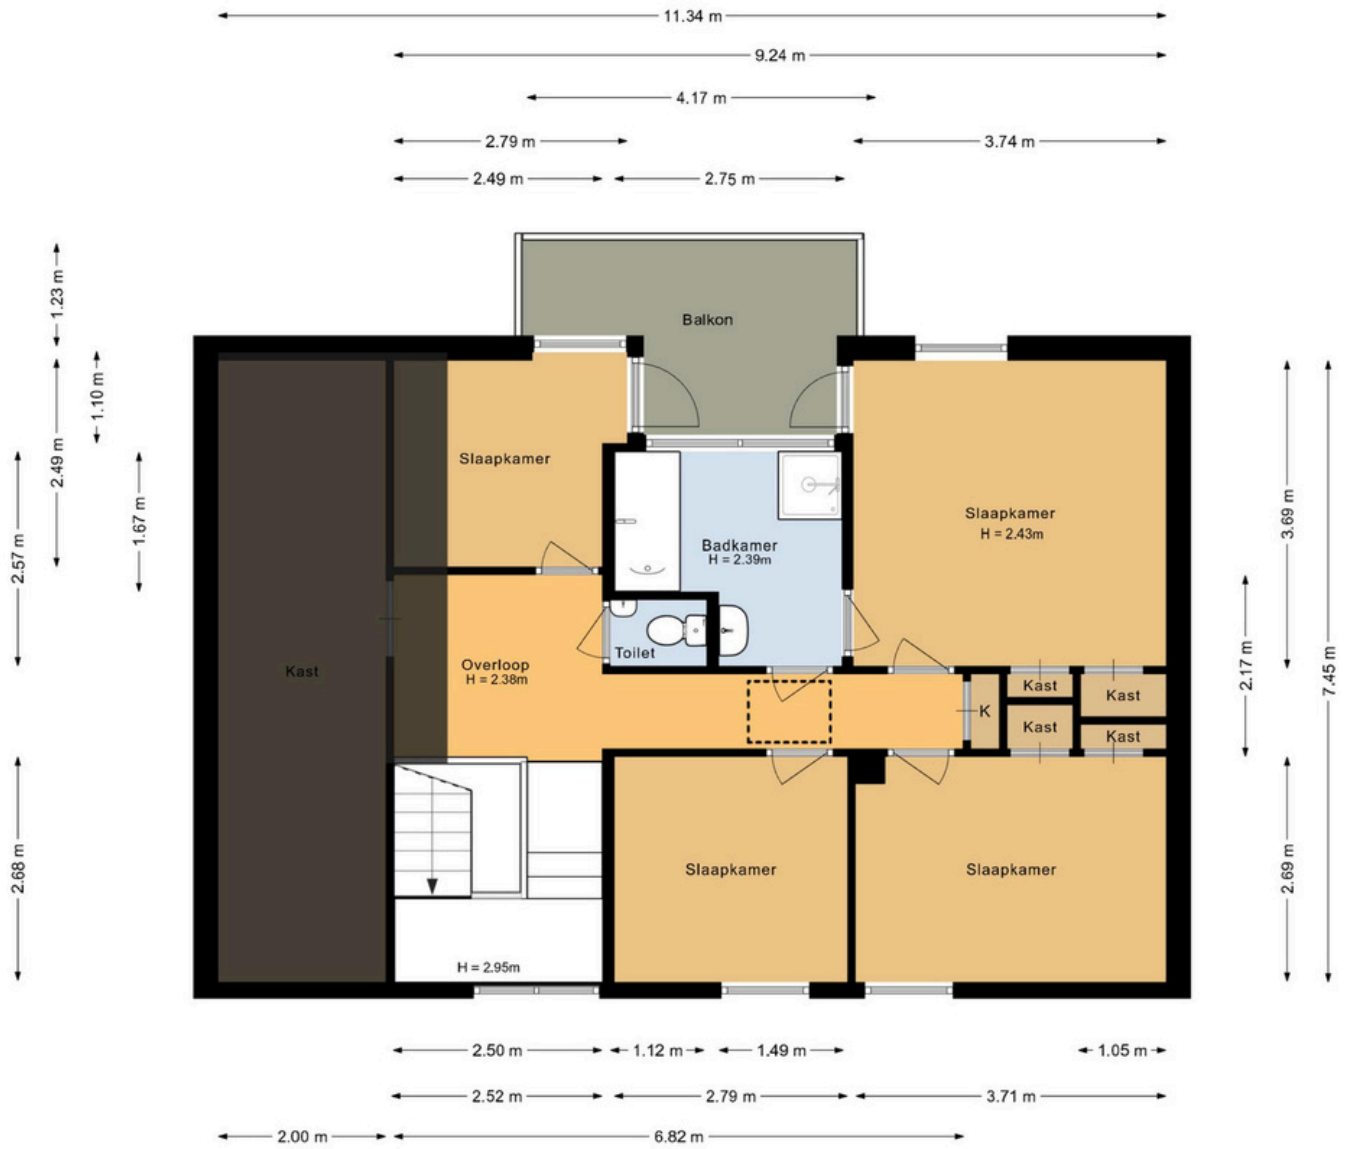 11.34 m
9.24 m
4.17 m
2.79 m
3.74 m
2.49 m
2.75 m
1.23 m
Balkon
1.10 m
2.49 m
Slaapkamer
1.67 m
2.57 m
Slaapkamer
H = 2.43m
3.69 m
Badkamer
H = 2.39m
Toilet
Overloop
H = 2.38m
Kast
2.17 m
7.45 m
Kast
Kast
K
Kast
Kast
2.68 m
Slaapkamer
Slaapkamer
2.69 m
H = 2.95m
2.50 m
1.12 m
1.49 m
1.05 m
2.52 m
2.79 m
3.71 m
2.00 m
6.82 m